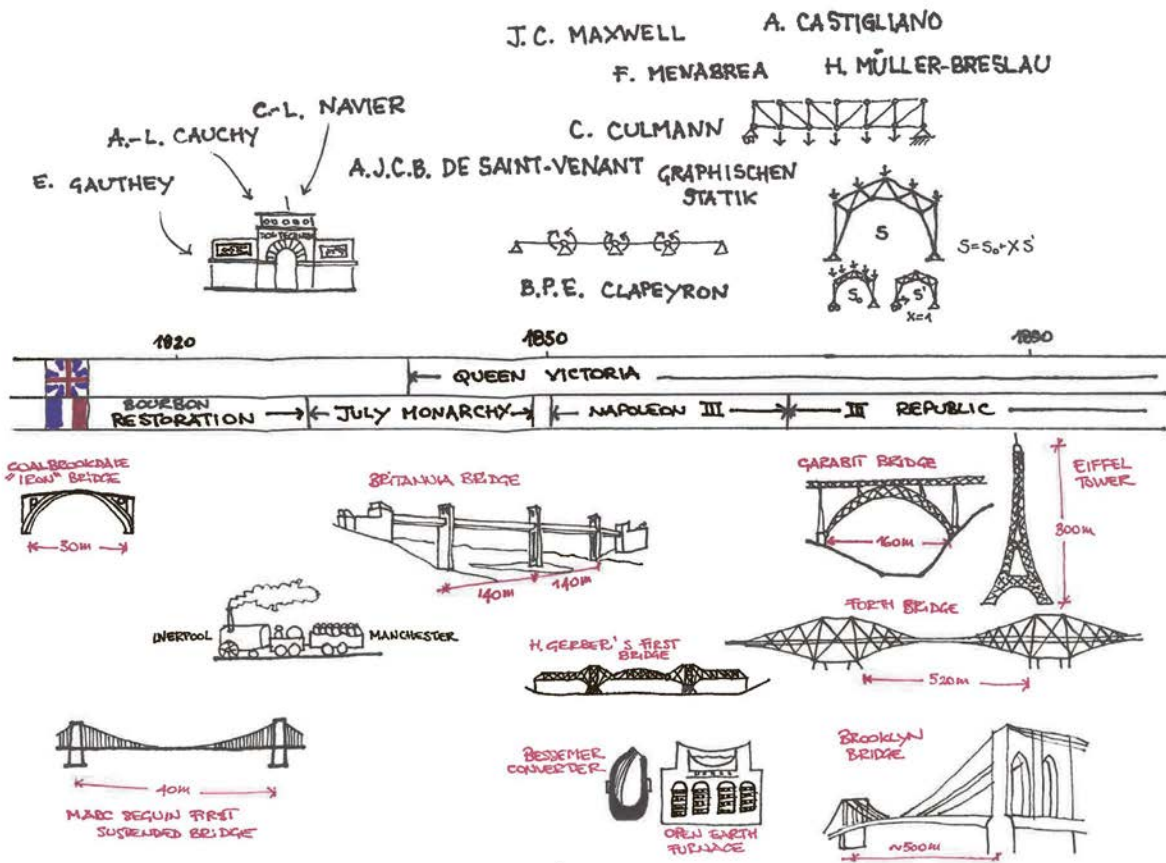 J.C. MAXWELL
A. CASTIGLIANO
F. MENABREA
H. MÜLLER-BRESLAU
C.-L. NAVIER
A.-L. CAUCHY
C. CULMANN
E. GAUTHEY
A.J.C.B. DE SAINT-VENANT
GRAPHISCHEN
STATIK
S
S=S₀+XS'
B.P.E. CLAPEYRON
S₀
S'
X=1
1820
1850
1890
QUEEN VICTORIA
BOURBON
RESTORATION
JULY MONARCHY
NAPOLEON III
III REPUBLIC
COALBROOKDALE
"IRON" BRIDGE
30m
BRITANNIA BRIDGE
140m
140m
GARABIT BRIDGE
160m
EIFFEL
TOWER
300m
LIVERPOOL
MANCHESTER
H. GERBER'S FIRST
BRIDGE
FORTH BRIDGE
520m
40m
MARC SEGUIN FIRST
SUSPENDED BRIDGE
BESSEMER
CONVERTER
OPEN EARTH
FURNACE
BROOKLYN
BRIDGE
~500m